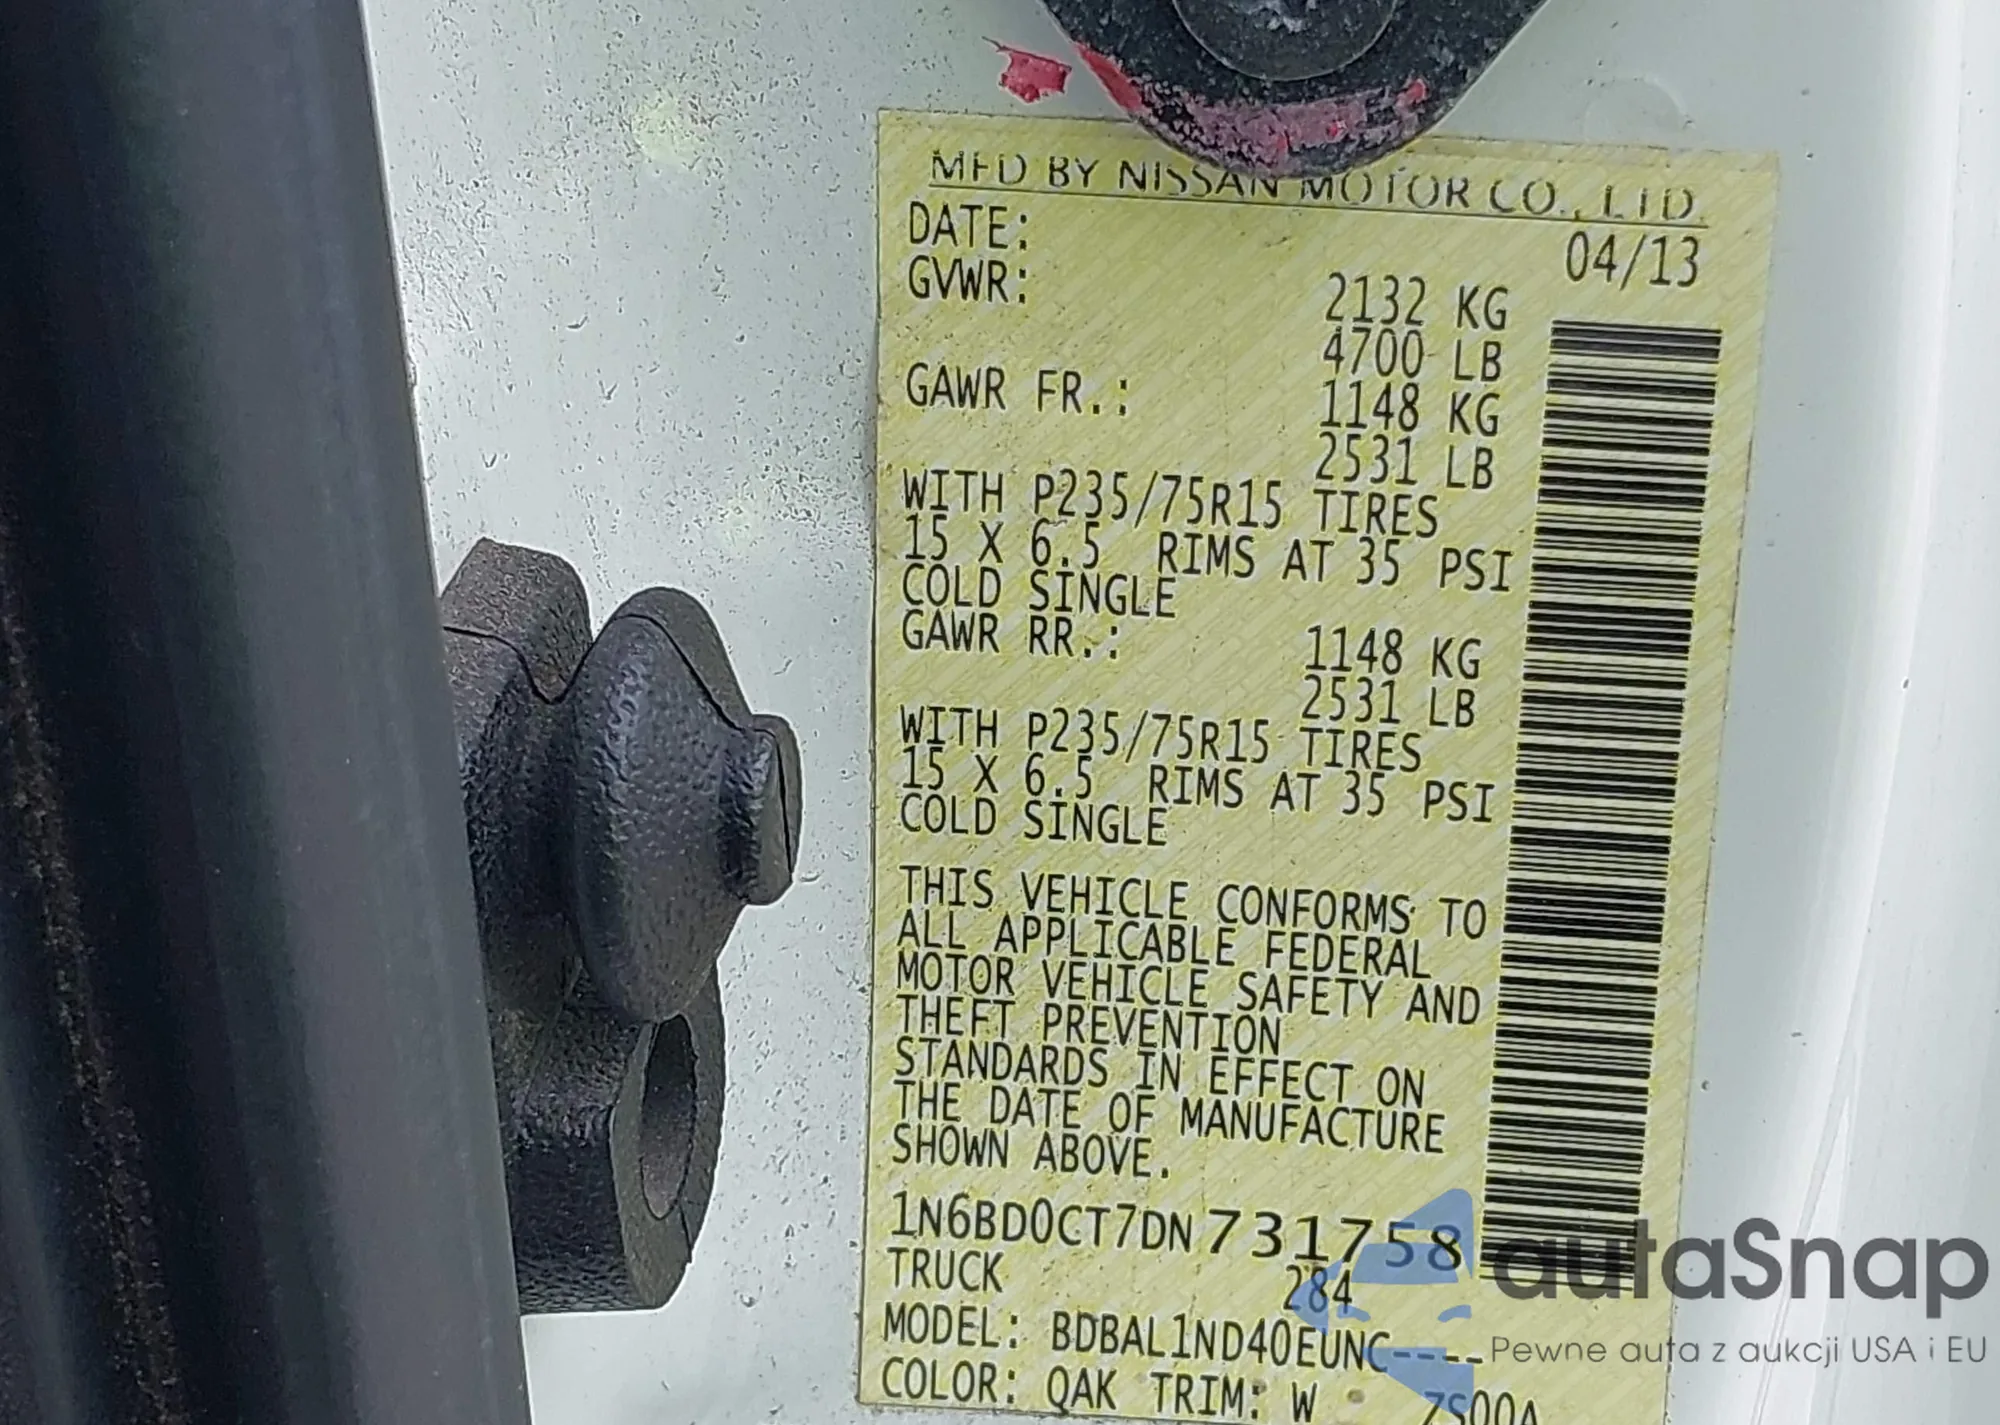 MFD BY NISSAN MOTOR CO., LTD.
DATE: 04/13
GVWR: 2132 KG
4700 LB
GAWR FR.: 1148 KG
2531 LB
WITH P235/75R15 TIRES
15 X 6.5 RIMS AT 35 PSI
COLD SINGLE
GAWR RR.: 1148 KG
2531 LB
WITH P235/75R15 TIRES
15 X 6.5 RIMS AT 35 PSI
COLD SINGLE
THIS VEHICLE CONFORMS TO
ALL APPLICABLE FEDERAL
MOTOR VEHICLE SAFETY AND
THEFT PREVENTION
STANDARDS IN EFFECT ON
THE DATE OF MANUFACTURE
SHOWN ABOVE.
1N6BD0CT7DN731758
TRUCK 284
MODEL: BDBAL1ND40EUNC----
COLOR: QAK TRIM: W ZS00A
autaSnap
Pewne auta z aukcji USA i EU